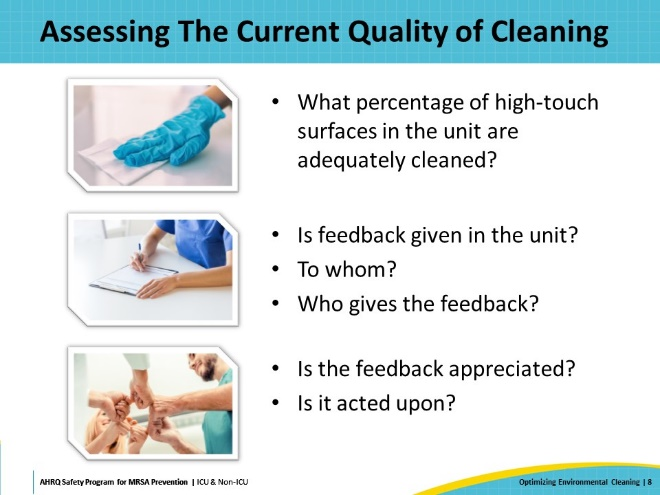 Assessing The Current Quality of Cleaning
• What percentage of high-touch
surfaces in the unit are
adequately cleaned?
• Is feedback given in the unit?
• To whom?
• Who gives the feedback?
• Is the feedback appreciated?
• Is it acted upon?
AHRQ Safety Program for MRSA Prevention | ICU & Non-ICU
Optimizing Environmental Cleaning | 8